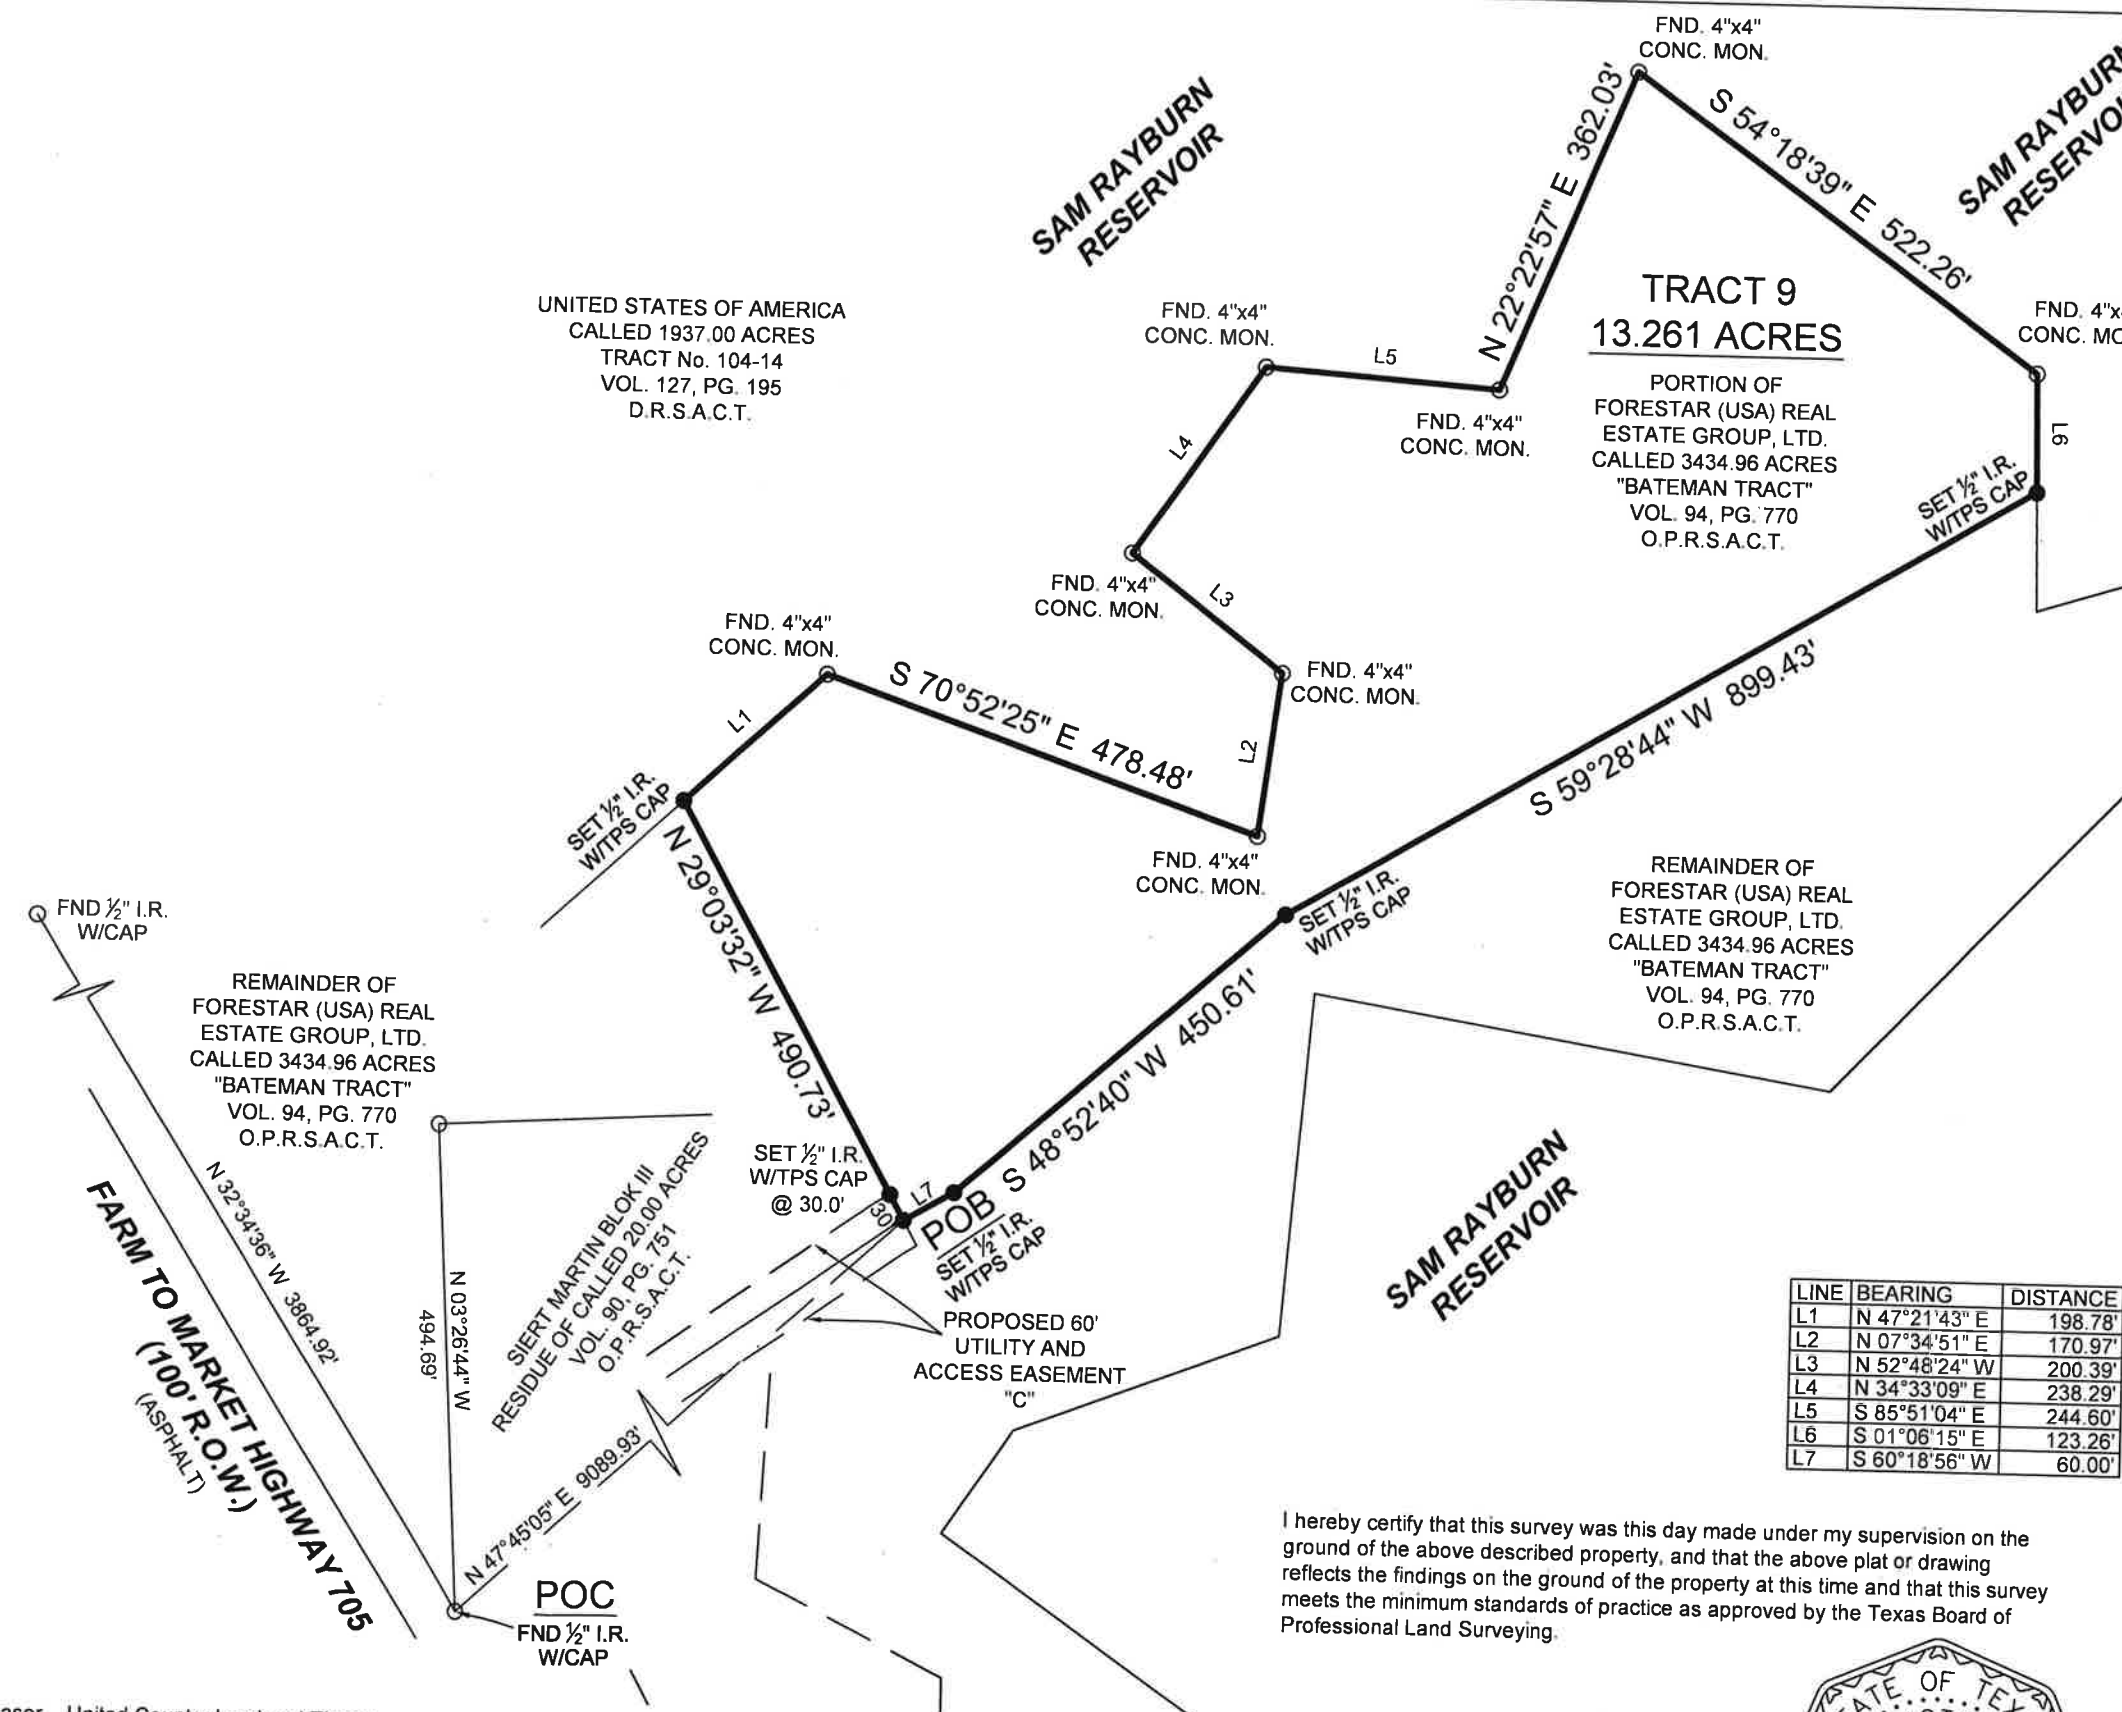 FND. 4"x4"
CONC. MON.
SAM RAYBURN
RESERVOIR
N 22°22'57" E 362.03'
S 54°18'39" E 522.26'
SAM RAYBURN
TRACT 9
13.261 ACRES
PORTION OF
FORESTAR (USA) REAL
ESTATE GROUP, LTD.
CALLED 3434.96 ACRES
"BATEMAN TRACT"
VOL. 94, PG. 770
O.P.R.S.A.C.T.
UNITED STATES OF AMERICA
CALLED 1937.00 ACRES
TRACT No. 104-14
VOL. 127, PG. 195
D.R.S.A.C.T.
FND. 4"x4"
CONC. MON.
L5
FND. 4"x4"
CONC. MON.
FND.
CONC.
L6
SET ½" I.R.
W/TPS CAP
L4
FND. 4"x4"
CONC. MON.
L3
FND. 4"x4"
CONC. MON.
FND. 4"x4"
CONC. MON.
L1
S 70°52'25" E 478.48'
L2
S 59°28'44" W 899.43'
SET ½" I.R.
W/TPS CAP
FND. 4"x4"
CONC. MON.
SET ½" I.R.
W/TPS CAP
N 29°03'32" W 490.73'
REMAINDER OF
FORESTAR (USA) REAL
ESTATE GROUP, LTD.
CALLED 3434.96 ACRES
"BATEMAN TRACT"
VOL. 94, PG. 770
O.P.R.S.A.C.T.
FND ½" I.R.
W/CAP
REMAINDER OF
FORESTAR (USA) REAL
ESTATE GROUP, LTD.
CALLED 3434.96 ACRES
"BATEMAN TRACT"
VOL. 94, PG. 770
O.P.R.S.A.C.T.
S 48°52'40" W 450.61'
SET ½" I.R.
W/TPS CAP
@ 30.0'
L7
30'
POB
SET ½" I.R.
W/TPS CAP
SIERT MARTIN BLOK III
RESIDUE OF CALLED 20.00 ACRES
VOL. 90, PG. 751
O.P.R.S.A.C.T.
N 32°34'36" W 3864.92'
N 03°26'44" W
494.69'
FARM TO MARKET HIGHWAY 705
(100' R.O.W.)
(ASPHALT)
PROPOSED 60'
UTILITY AND
ACCESS EASEMENT
"C"
SAM RAYBURN
RESERVOIR
N 47°45'05" E 9089.93'
POC
FND ½" I.R.
W/CAP
LINE BEARING DISTANCE
L1 N 47°21'43" E 198.78'
L2 N 07°34'51" E 170.97'
L3 N 52°48'24" W 200.39'
L4 N 34°33'09" E 238.29'
L5 S 85°51'04" E 244.60'
L6 S 01°06'15" E 123.26'
L7 S 60°18'56" W 60.00'
I hereby certify that this survey was this day made under my supervision on the
ground of the above described property, and that the above plat or drawing
reflects the findings on the ground of the property at this time and that this survey
meets the minimum standards of practice as approved by the Texas Board of
Professional Land Surveying.
OF